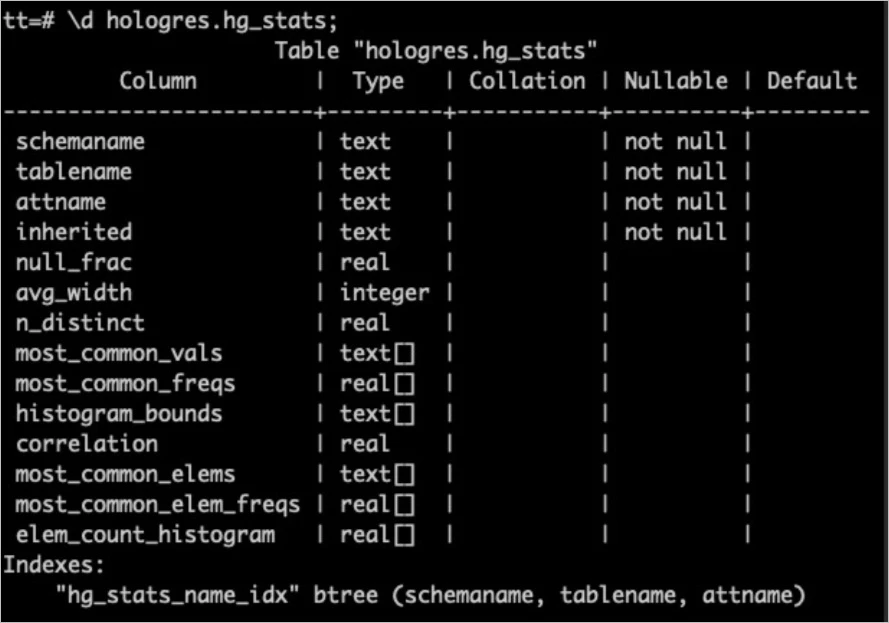 tt=# \d hologres.hg_stats;
                     Table "hologres.hg_stats"
         Column         |  Type   | Collation | Nullable | Default
------------------------+---------+-----------+----------+---------
 schemaname             | text    |           | not null |
 tablename              | text    |           | not null |
 attname                | text    |           | not null |
 inherited              | text    |           | not null |
 null_frac              | real    |           |          |
 avg_width              | integer |           |          |
 n_distinct             | real    |           |          |
 most_common_vals       | text[]  |           |          |
 most_common_freqs      | real[]  |           |          |
 histogram_bounds       | text[]  |           |          |
 correlation            | real    |           |          |
 most_common_elems      | text[]  |           |          |
 most_common_elem_freqs | real[]  |           |          |
 elem_count_histogram   | real[]  |           |          |
Indexes:
    "hg_stats_name_idx" btree (schemaname, tablename, attname)